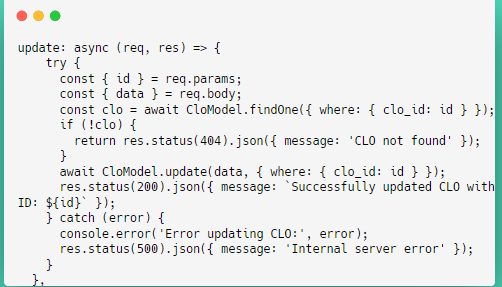 update: async (req, res) => {
    try {
      const { id } = req.params;
      const { data } = req.body;
      const clo = await CloModel.findOne({ where: { clo_id: id } });
      if (!clo) {
        return res.status(404).json({ message: 'CLO not found' });
      }
      await CloModel.update(data, { where: { clo_id: id } });
      res.status(200).json({ message: `Successfully updated CLO with
ID: ${id}` });
    } catch (error) {
      console.error('Error updating CLO:', error);
      res.status(500).json({ message: 'Internal server error' });
    }
  },